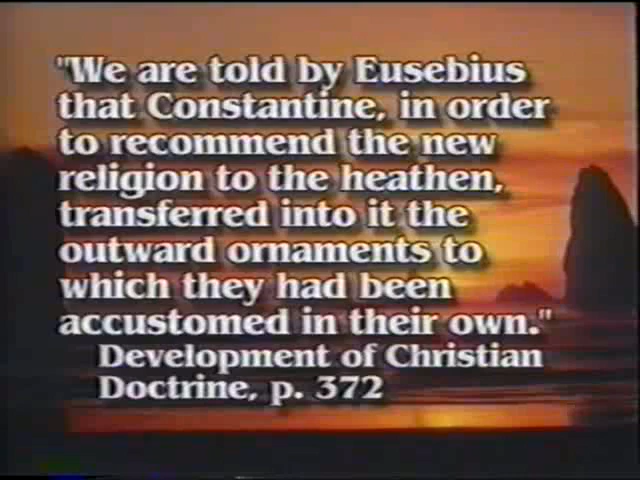 "We are told by Eusebius
that Constantine, in order
to recommend the new
religion to the heathen,
transferred into it the
outward ornaments to
which they had been
accustomed in their own."
Development of Christian
Doctrine, p. 372